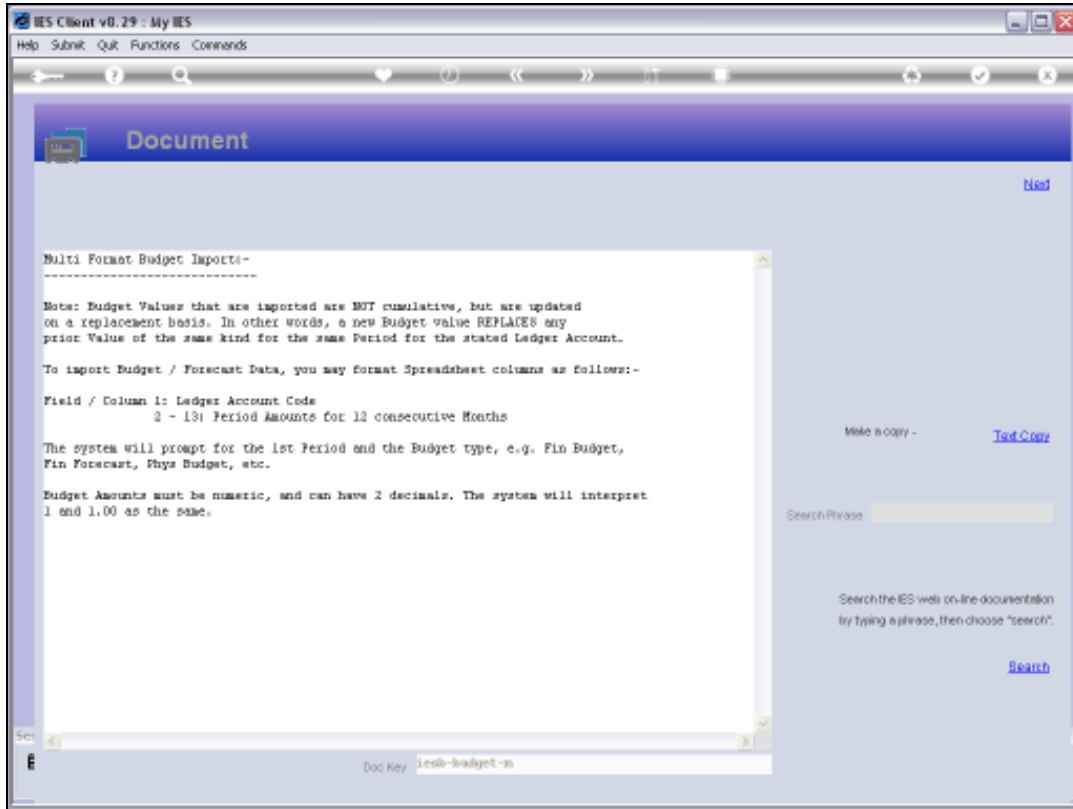 IES Client v8.29 : My IES
Help Submit Quit Functions Commands
Document
Next
Multi Format Budget Import:-
-----------------------------
Note: Budget Values that are imported are NOT cumulative, but are updated
on a replacement basis. In other words, a new Budget value REPLACES any
prior Value of the same kind for the same Period for the stated Ledger Account.
To import Budget / Forecast Data, you may format Spreadsheet columns as follows:-
Field / Column 1: Ledger Account Code
2 - 13: Period Amounts for 12 consecutive Months
The system will prompt for the 1st Period and the Budget type, e.g. Fin Budget,
Fin Forecast, Phys Budget, etc.
Budget Amounts must be numeric, and can have 2 decimals. The system will interpret
1 and 1.00 as the same.
Make a copy -
Text Copy
Search Phrase
Search the IES web on-line documentation
by typing a phrase, then choose "search".
Search
Ses
Doc Key iesb-budget-m